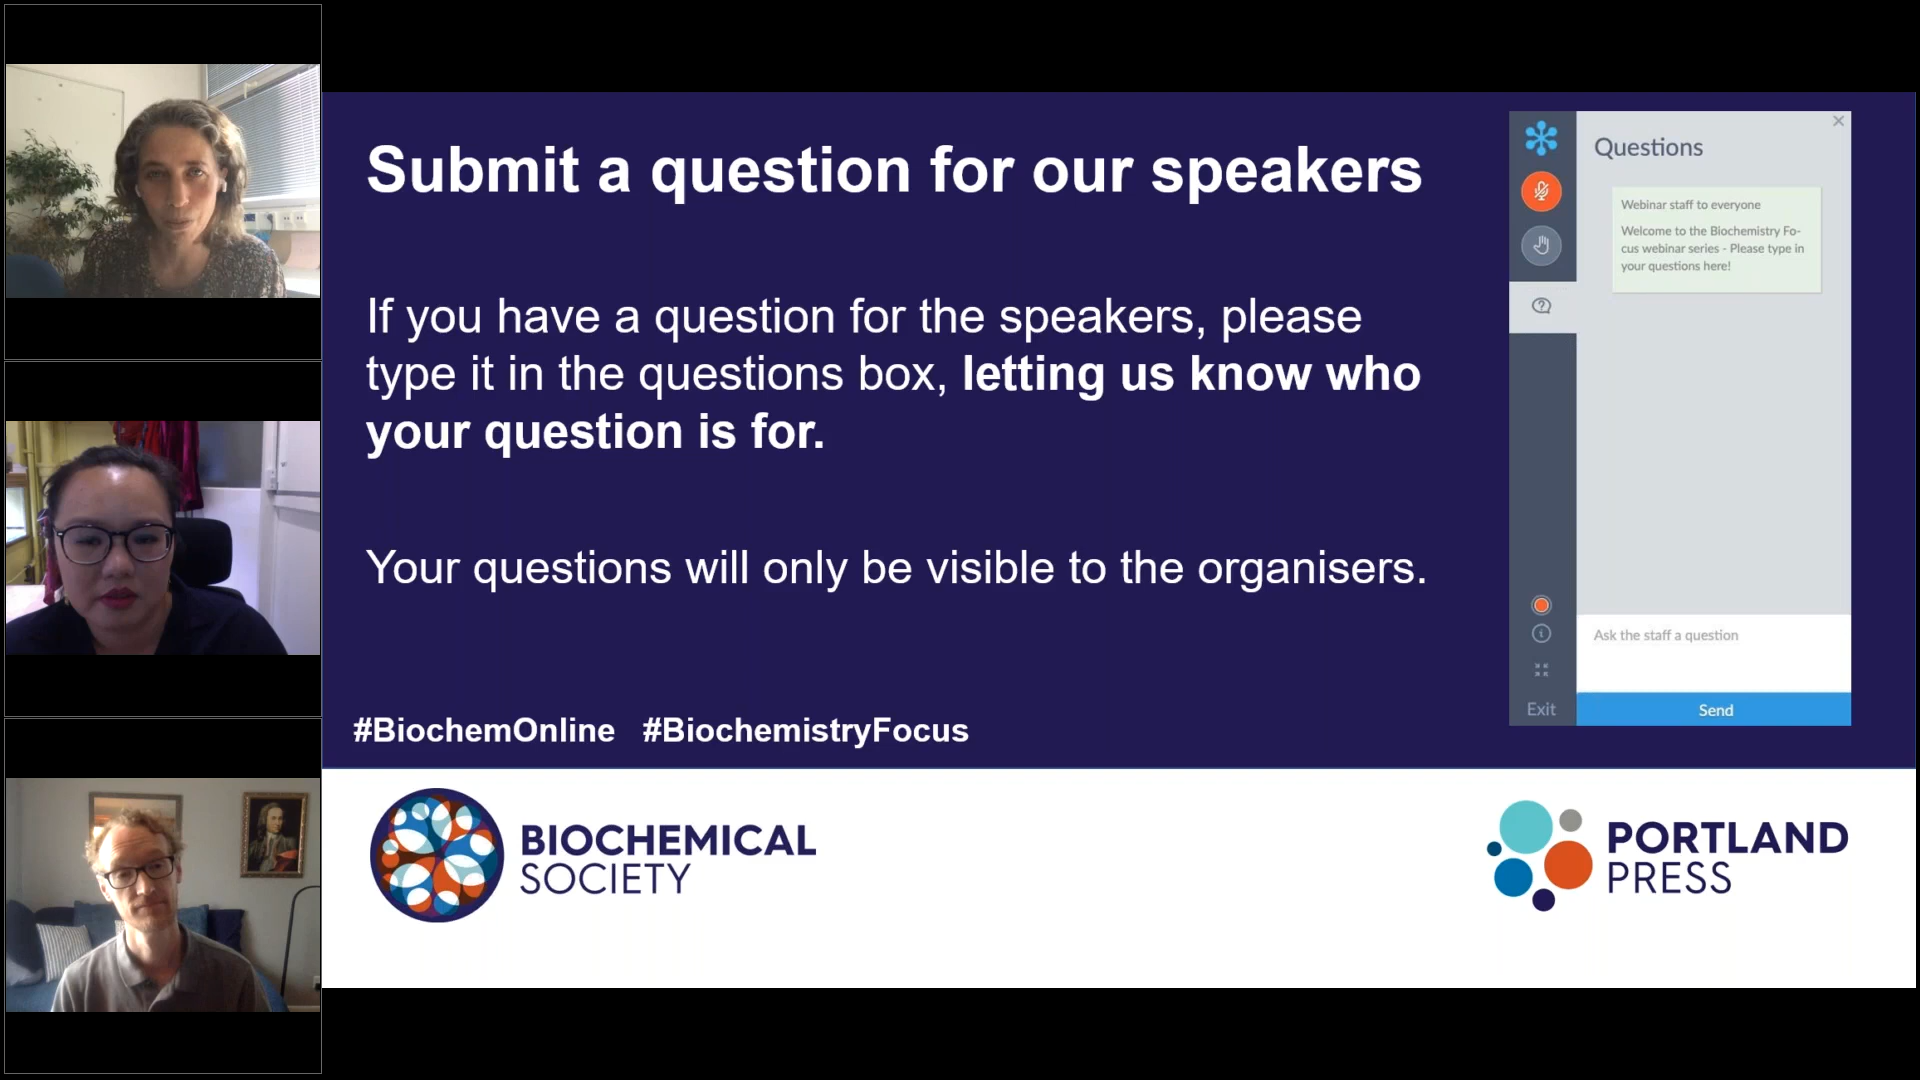 Submit a question for our speakers
If you have a question for the speakers, please
type it in the questions box, letting us know who
your question is for.
Your questions will only be visible to the organisers.
#BiochemOnline #BiochemistryFocus
Questions
Webinar staff to everyone
Welcome to the Biochemistry Fo-
cus webinar series - Please type in
your questions here!
Ask the staff a question
Exit
Send
BIOCHEMICAL
SOCIETY
PORTLAND
PRESS